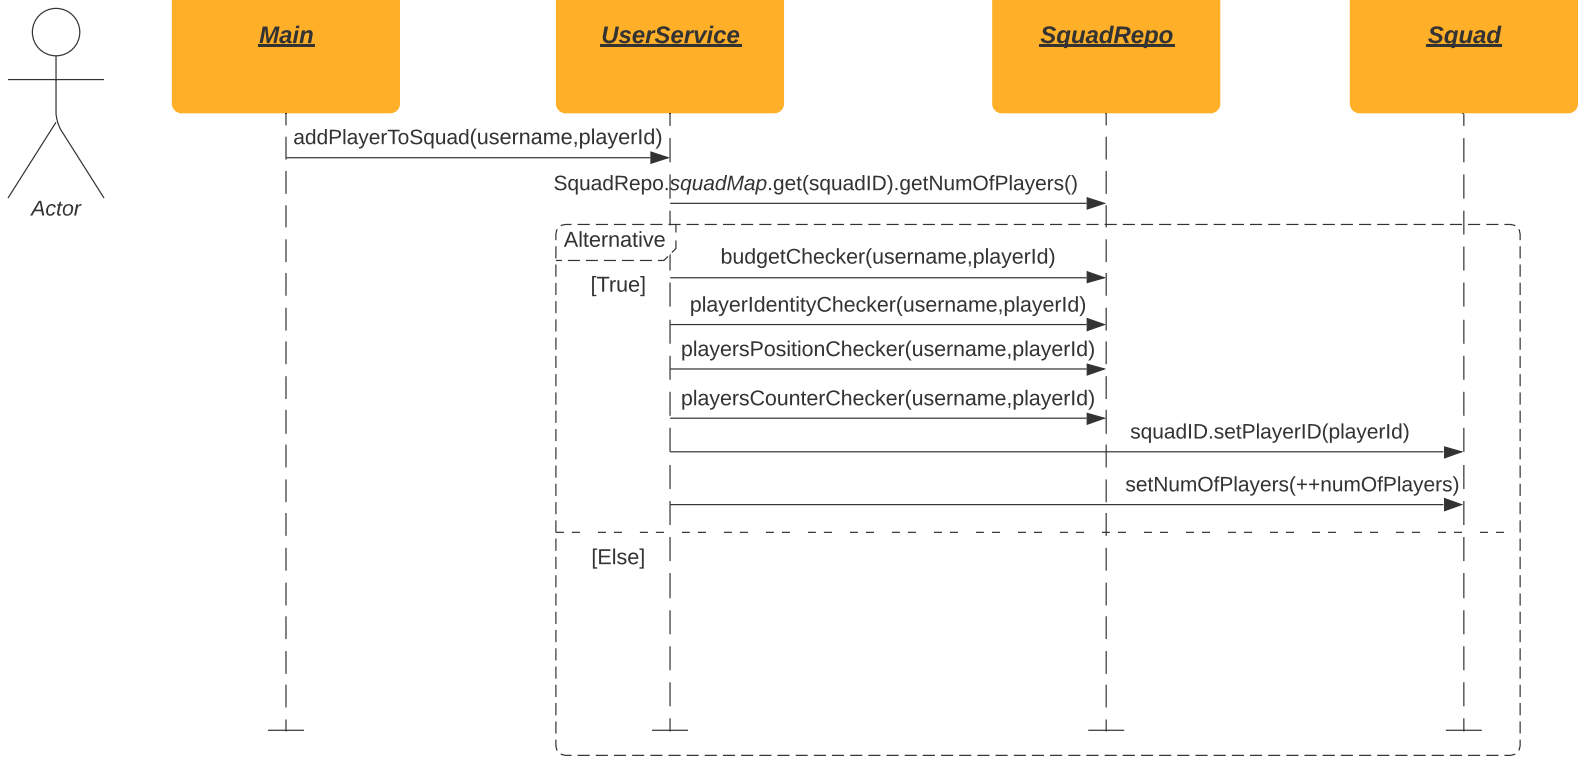 Main
UserService
SquadRepo
Squad
addPlayerToSquad(username,playerId)
SquadRepo.squadMap.get(squadID).getNumOfPlayers()
Actor
Alternative
budgetChecker(username,playerId)
[True]
playerIdentityChecker(username,playerId)
playersPositionChecker(username,playerId)
playersCounterChecker(username,playerId)
squadID.setPlayerID(playerId)
setNumOfPlayers(++numOfPlayers)
[Else]